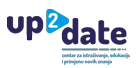 up2date
centar za istraživanje, edukaciju
i primjenu novih znanja